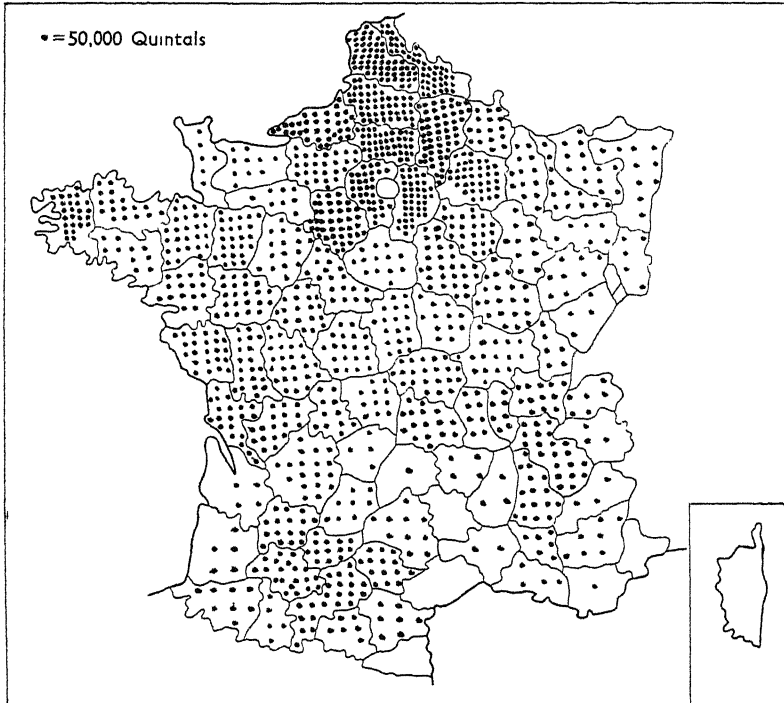 • = 50,000 Quintals